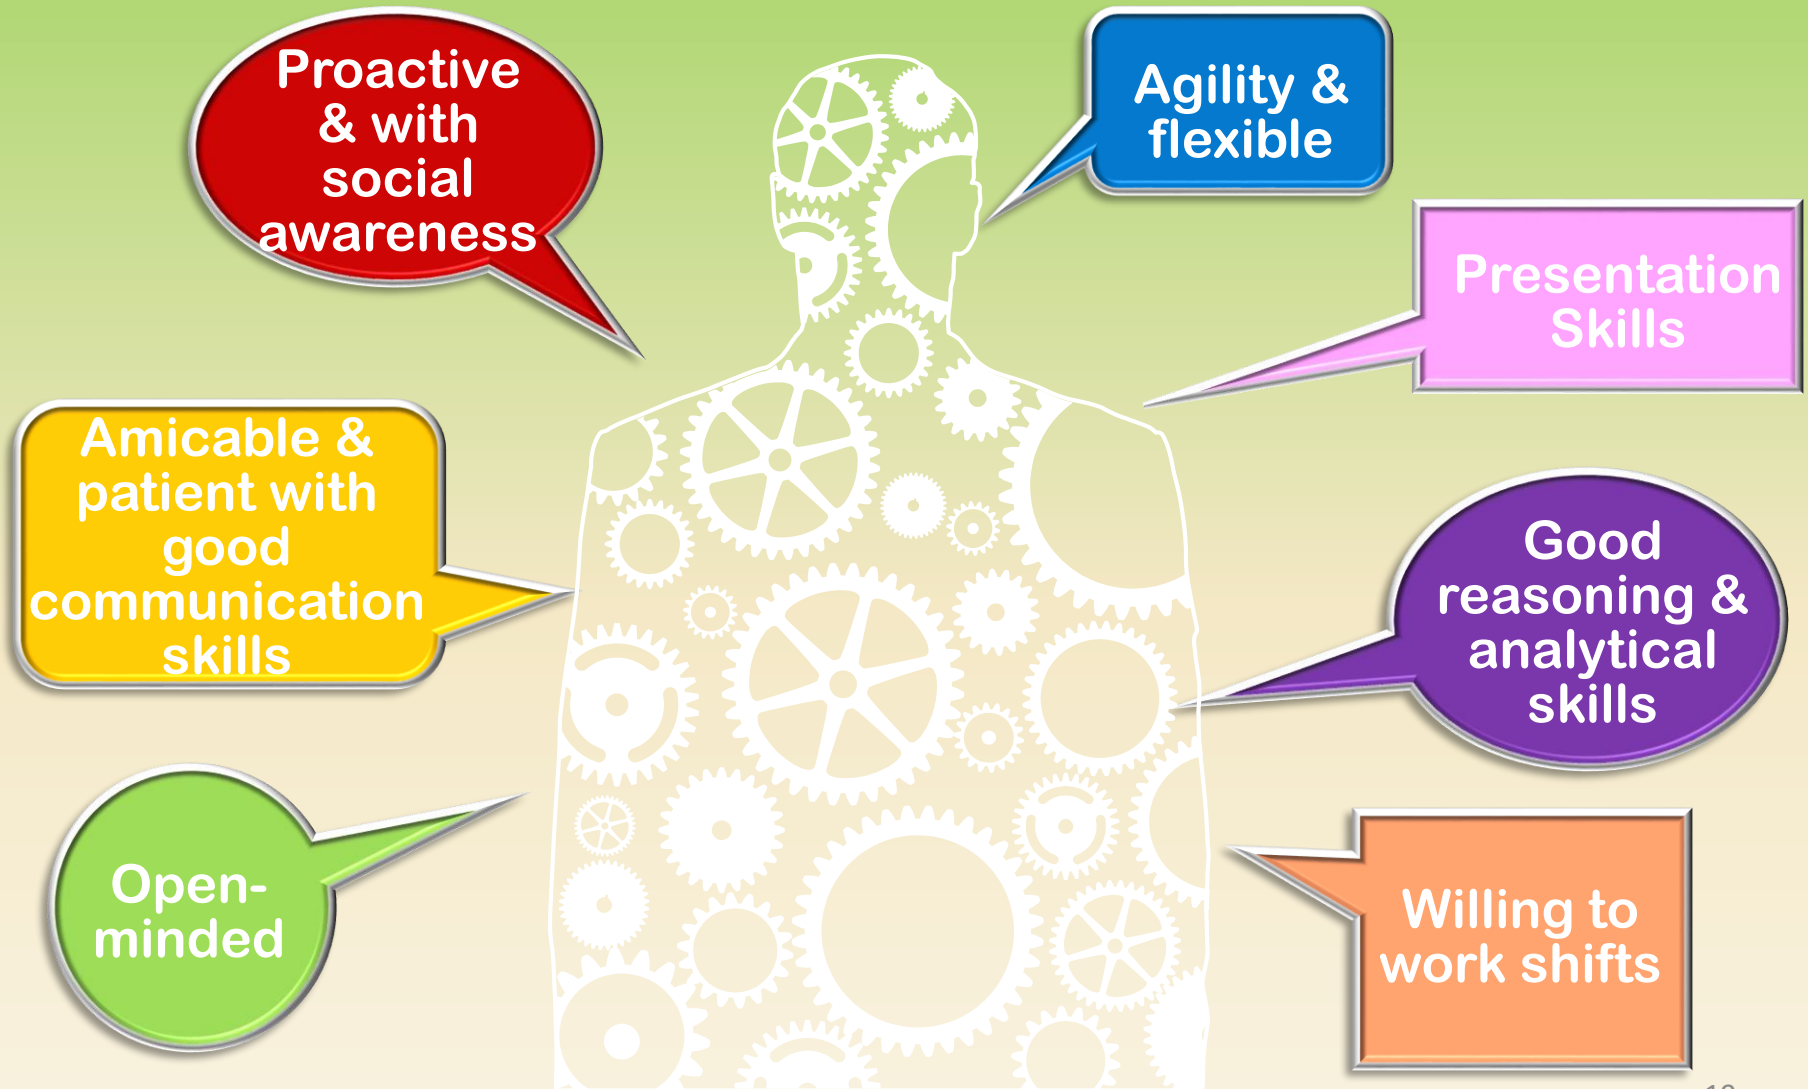 Proactive
& with
social
awareness
Agility &
flexible
Presentation
Skills
Amicable &
patient with
good
communication
skills
Good
reasoning &
analytical
skills
Open-
minded
Willing to
work shifts